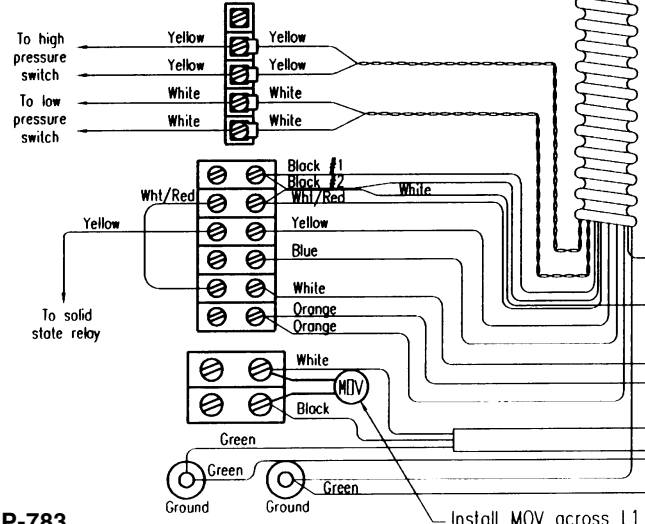 To high pressure switch
Yellow Yellow
Yellow Yellow
To low pressure switch
White White
White White
Black #1
Black #2
White
Wht/Red Wht/Red
Yellow Yellow
Blue
White
To solid state relay
Orange
Orange
White
MOV
Black
Green
Green
Green
Ground Ground
P-783
Install MOV across L1